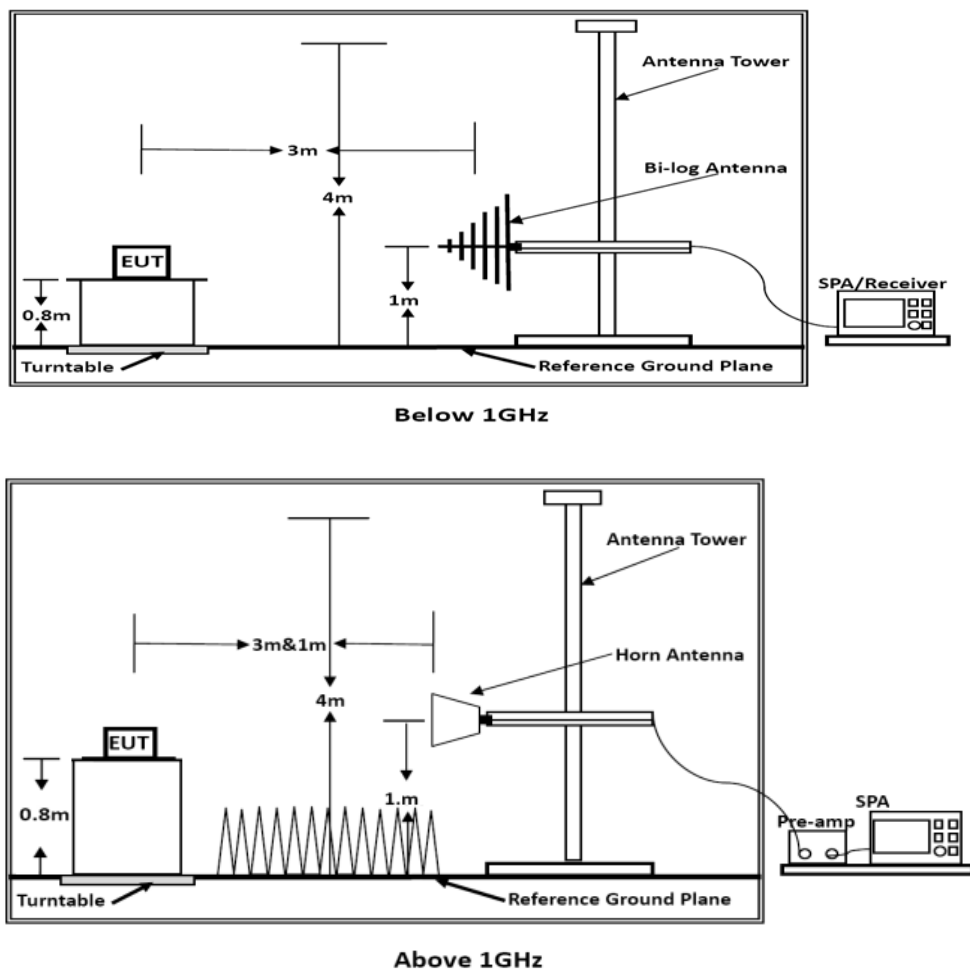 Antenna Tower
3m
Bi-log Antenna
4m
EUT
SPA/Receiver
1m
0.8m
Turntable
Reference Ground Plane
Below 1GHz
Antenna Tower
3m&1m
Horn Antenna
4m
EUT
1.m
SPA
0.8m
Pre-amp
Turntable
Reference Ground Plane
Above 1GHz